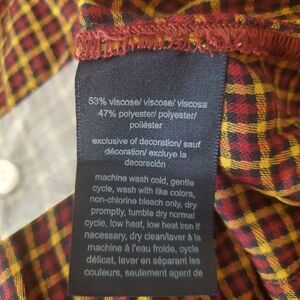 53% viscose/ viscose/ viscosa
47% polyester/ polyester/
poliéster
exclusive of decoration/ sauf
décoration/ excluye la
decoración
machine wash cold, gentle
cycle, wash with like colors,
non-chlorine bleach only, dry
promptly, tumble dry normal
cycle, low heat, low heat iron if
necessary, dry clean/laver à la
machine à l'eau froide, cycle
délicat, laver en séparant les
couleurs, seulement agent de